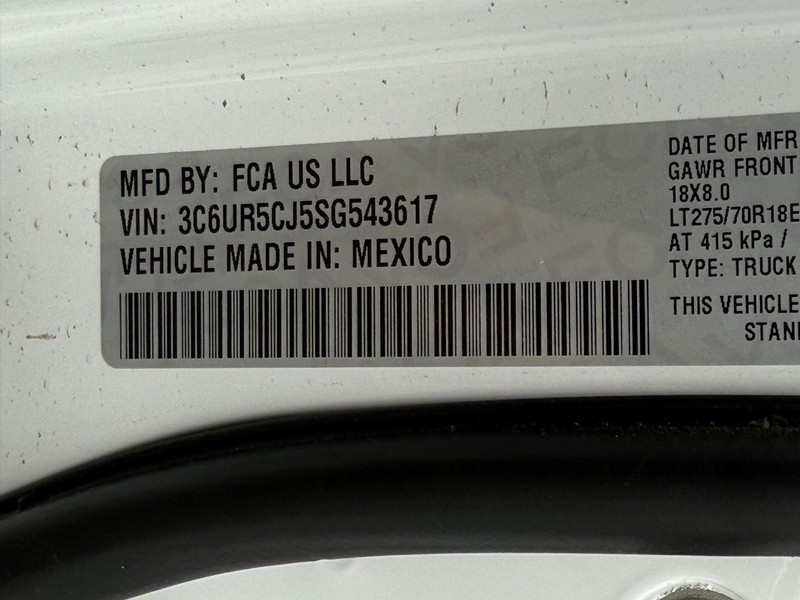 MFD BY: FCA US LLC
VIN: 3C6UR5CJ5SG543617
VEHICLE MADE IN: MEXICO
DATE OF MFR
GAWR FRONT
18X8.0
LT275/70R18E
AT 415 kPa /
TYPE: TRUCK
THIS VEHICLE
STAN